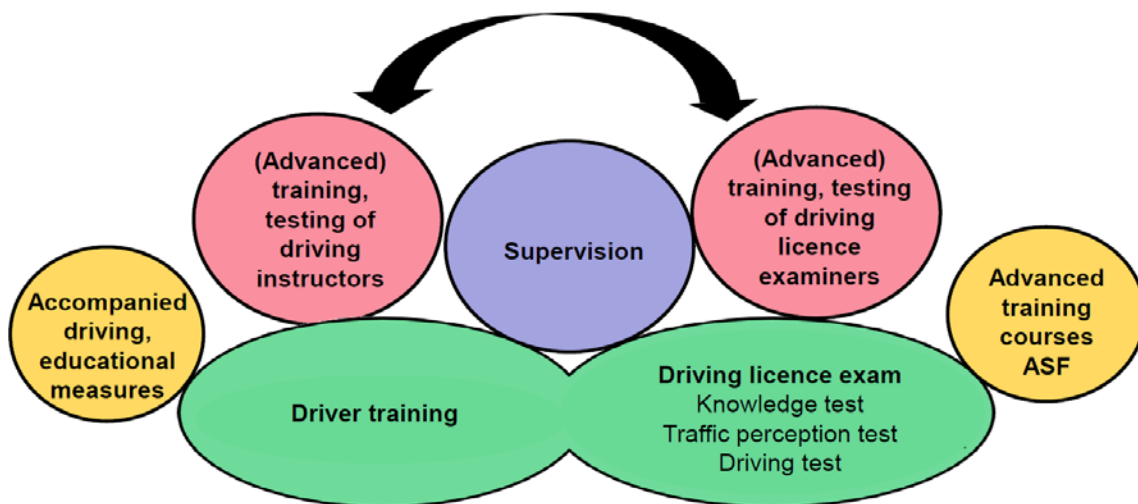 (Advanced)
training,
testing of
driving
instructors
(Advanced)
training, testing
of driving
licence
examiners
Supervision
Accompanied
driving,
educational
measures
Advanced
training
courses
ASF
Driver training
Driving licence exam
Knowledge test
Traffic perception test
Driving test